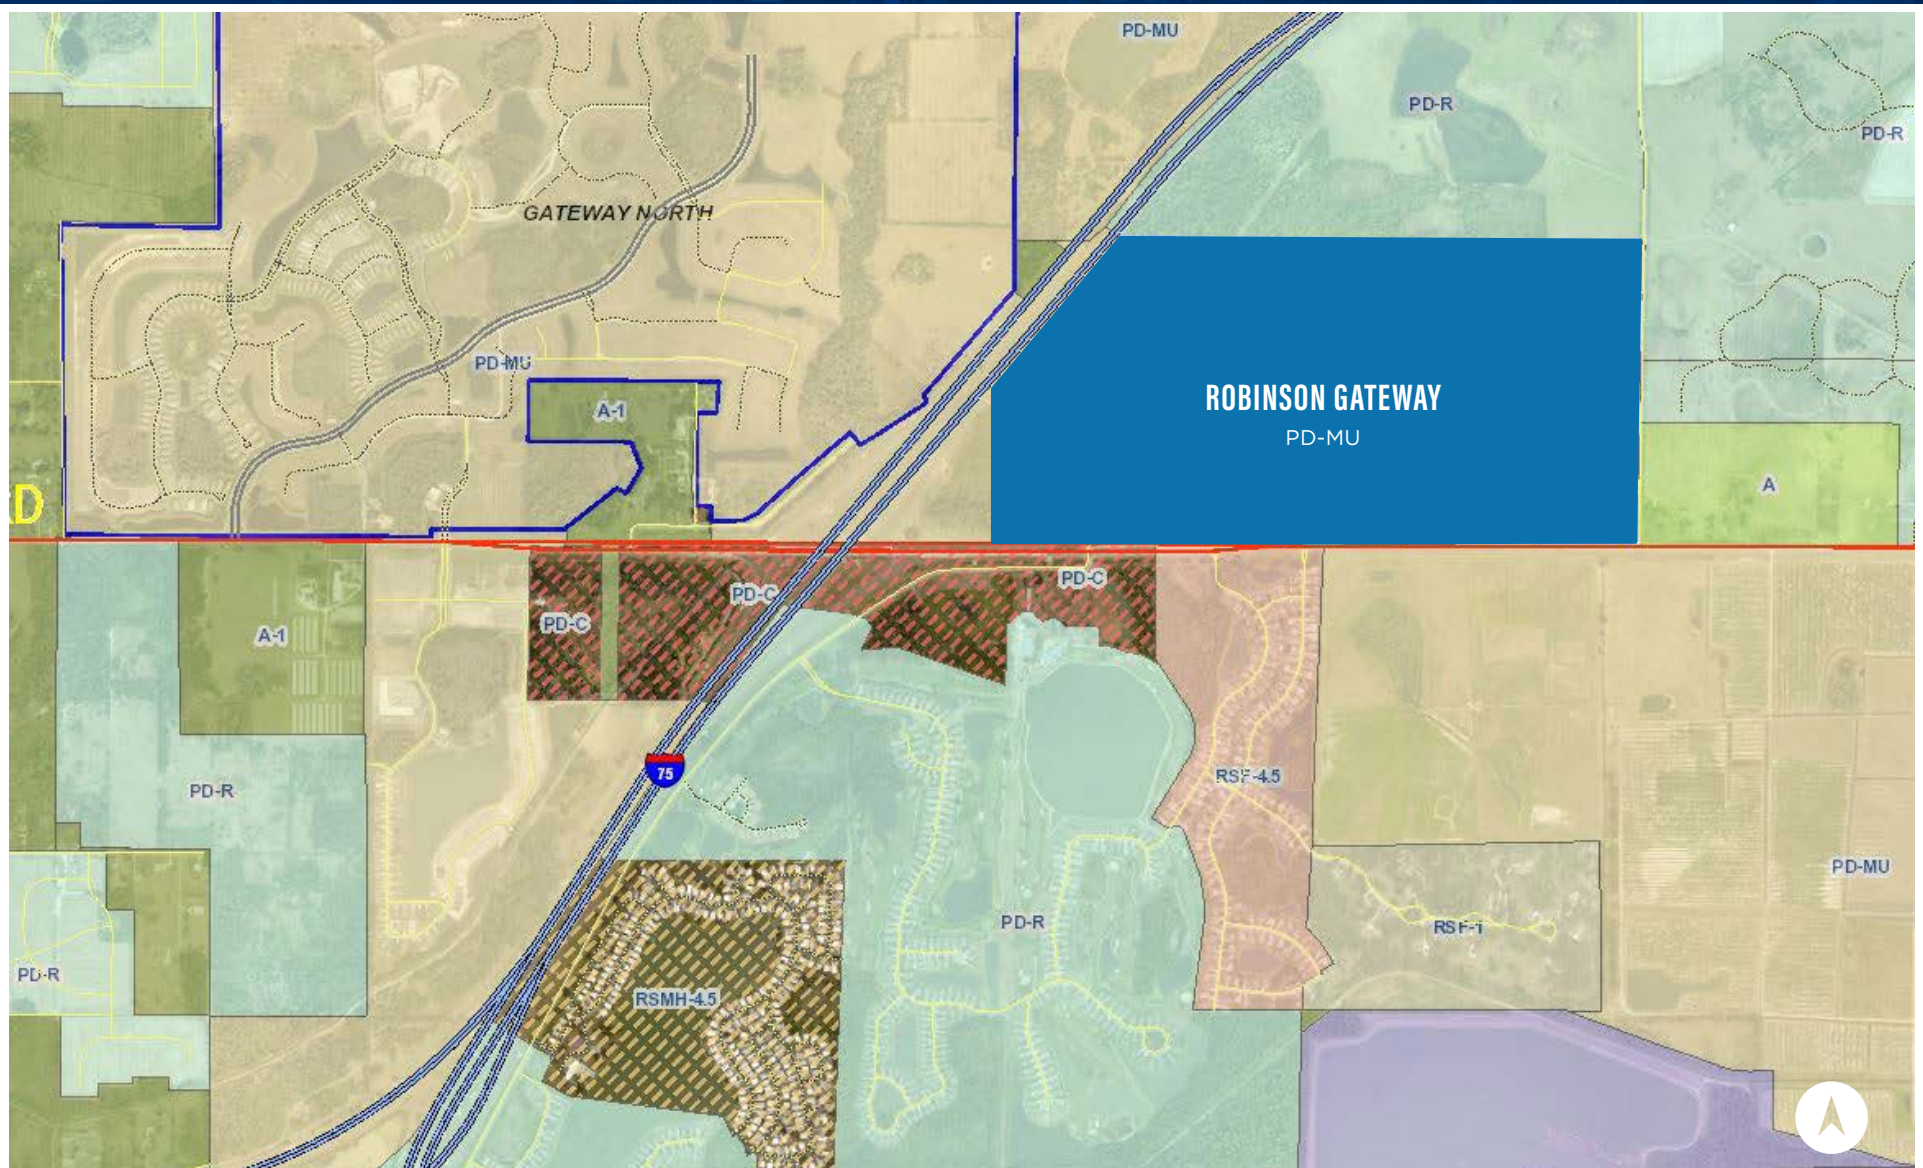 PD-MU
PD-R
PD-R
GATEWAY NORTH
PD-MU
A-1
ROBINSON GATEWAY
PD-MU
A
D
PD-C
PD-C
PD-C
A-1
75
RSF-4.5
PD-R
PD-MU
PD-R
RSF-1
PD-R
RSMH-4.5